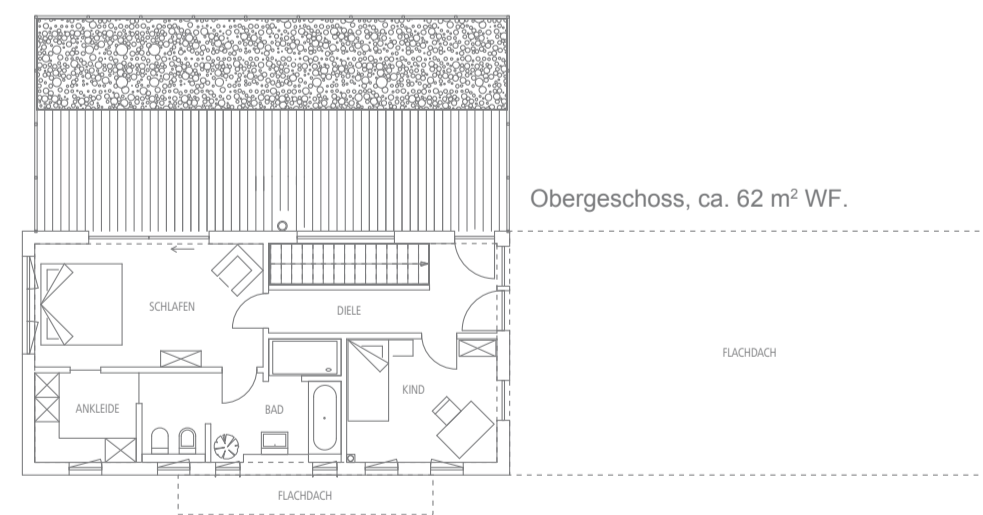 Obergeschoss, ca. 62 m² WF.
SCHLAFEN
DIELE
FLACHDACH
KIND
ANKLEIDE
BAD
FLACHDACH